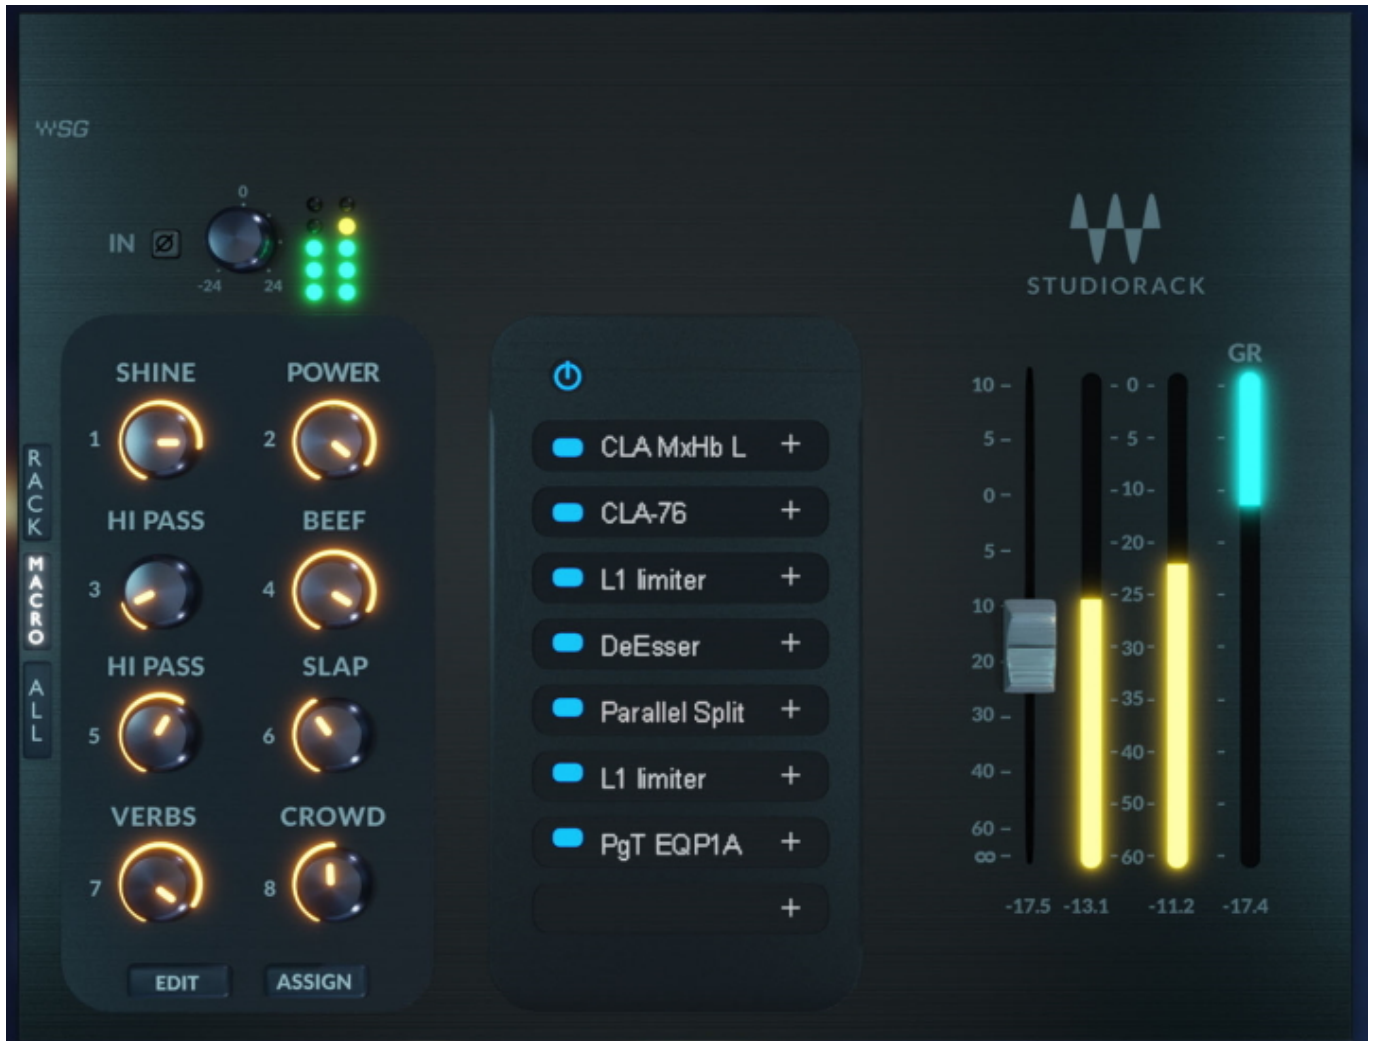 WSG
0
IN Ø
-24 24
STUDIORACK
SHINE POWER
1 2
HI PASS BEEF
3 4
HI PASS SLAP
5 6
VERBS CROWD
7 8
EDIT ASSIGN
RACK
MACRO
ALL
CLA MxHb L +
CLA-76 +
L1 limiter +
DeEsser +
Parallel Split +
L1 limiter +
PgT EQP1A +
+
GR
10 - - 0 - -
5 - - 5 - -
0 - - 10 - -
5 - - 20 - -
10 - 25 - -
20 - 30 - -
30 - - 35 - -
40 - - 40 - -
60 - - 50 - -
∞ - - 60 - -
-17.5 -13.1 -11.2 -17.4